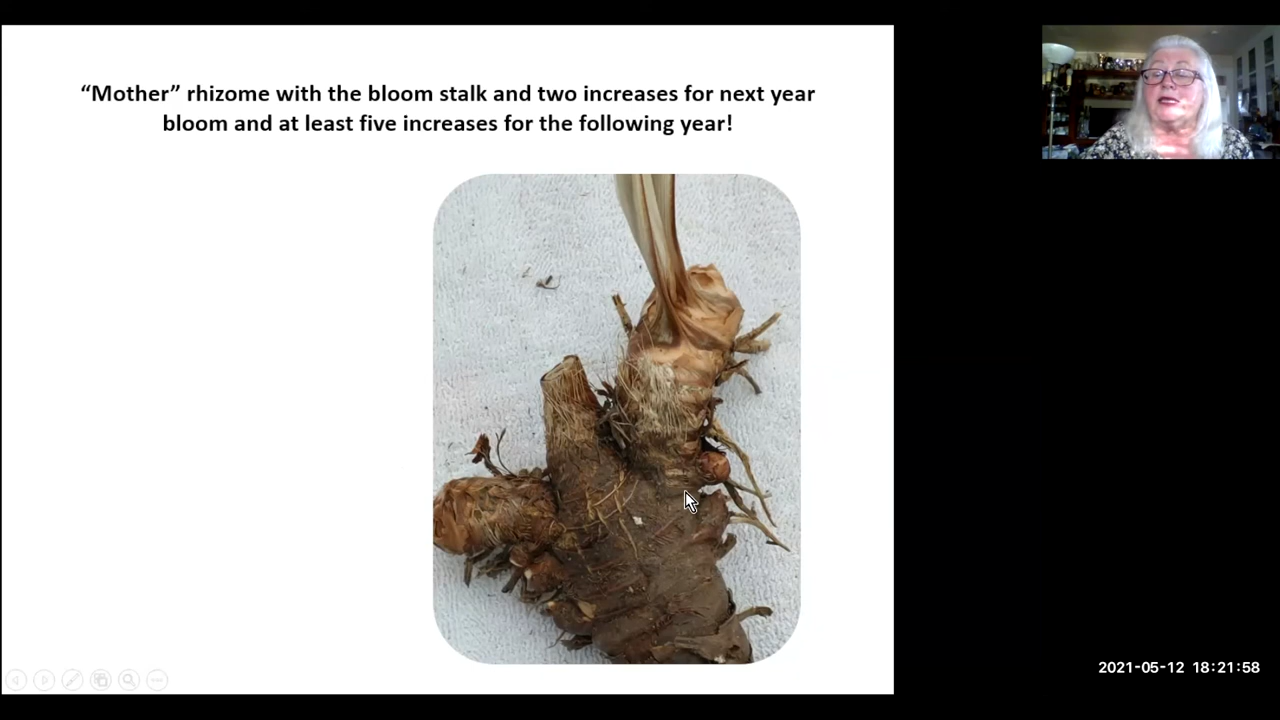 “Mother” rhizome with the bloom stalk and two increases for next year
bloom and at least five increases for the following year!
2021-05-12 18:21:58